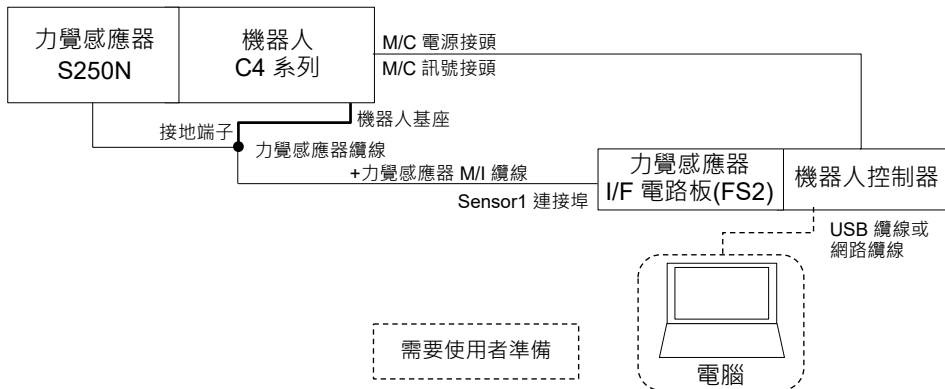 力覺感應器
S250N
機器人
C4 系列
M/C 電源接頭
M/C 訊號接頭
機器人基座
接地端子
力覺感應器纜線
+力覺感應器 M/I 纜線
Sensor1 連接埠
力覺感應器
I/F 電路板(FS2)
機器人控制器
USB 纜線或
網路纜線
需要使用者準備
電腦